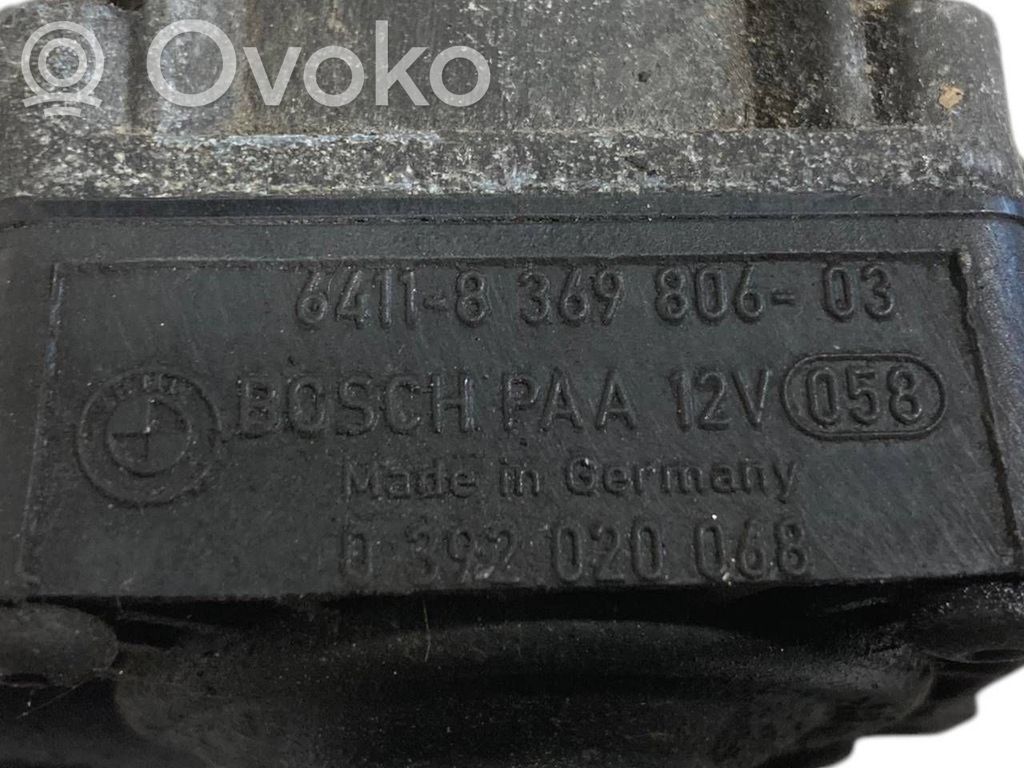 Ovoko
6411-8 369 806-03
BOSCH PAA 12V 058
Made in Germany
0 392 020 068